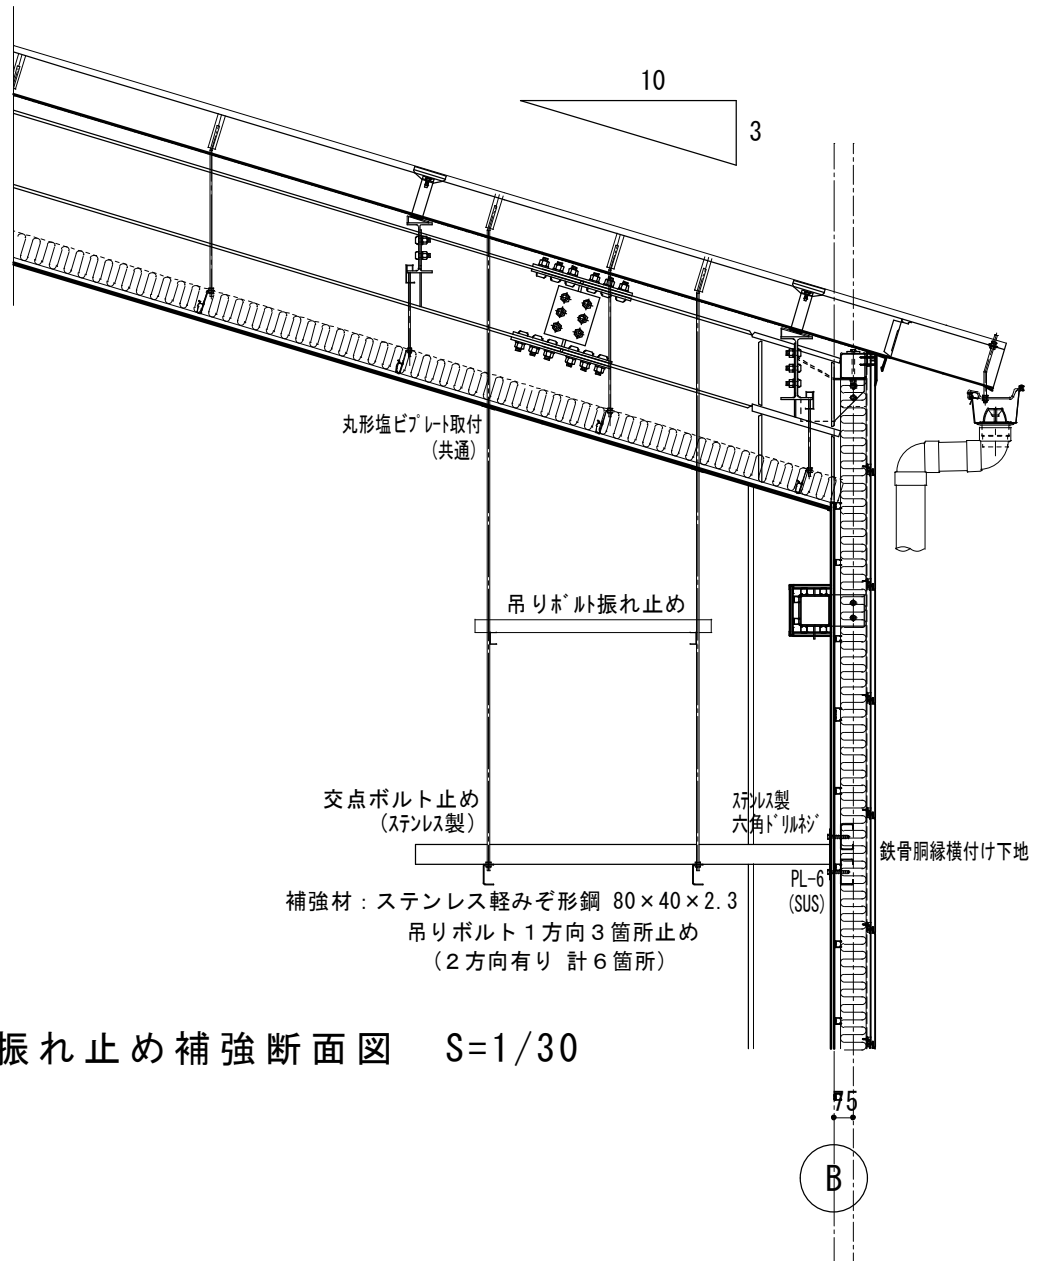 10
3
丸形塩ビプレート取付
(共通)
吊りボルト振れ止め
交点ボルト止め
(ステンレス製)
ステンレス製
六角ドリルネジ
鉄骨胴縁横付け下地
PL-6
(SUS)
補強材：ステンレス軽みぞ形鋼 80×40×2.3
吊りボルト１方向３箇所止め
(２方向有り 計６箇所)
振れ止め補強断面図 S=1/30
75
B